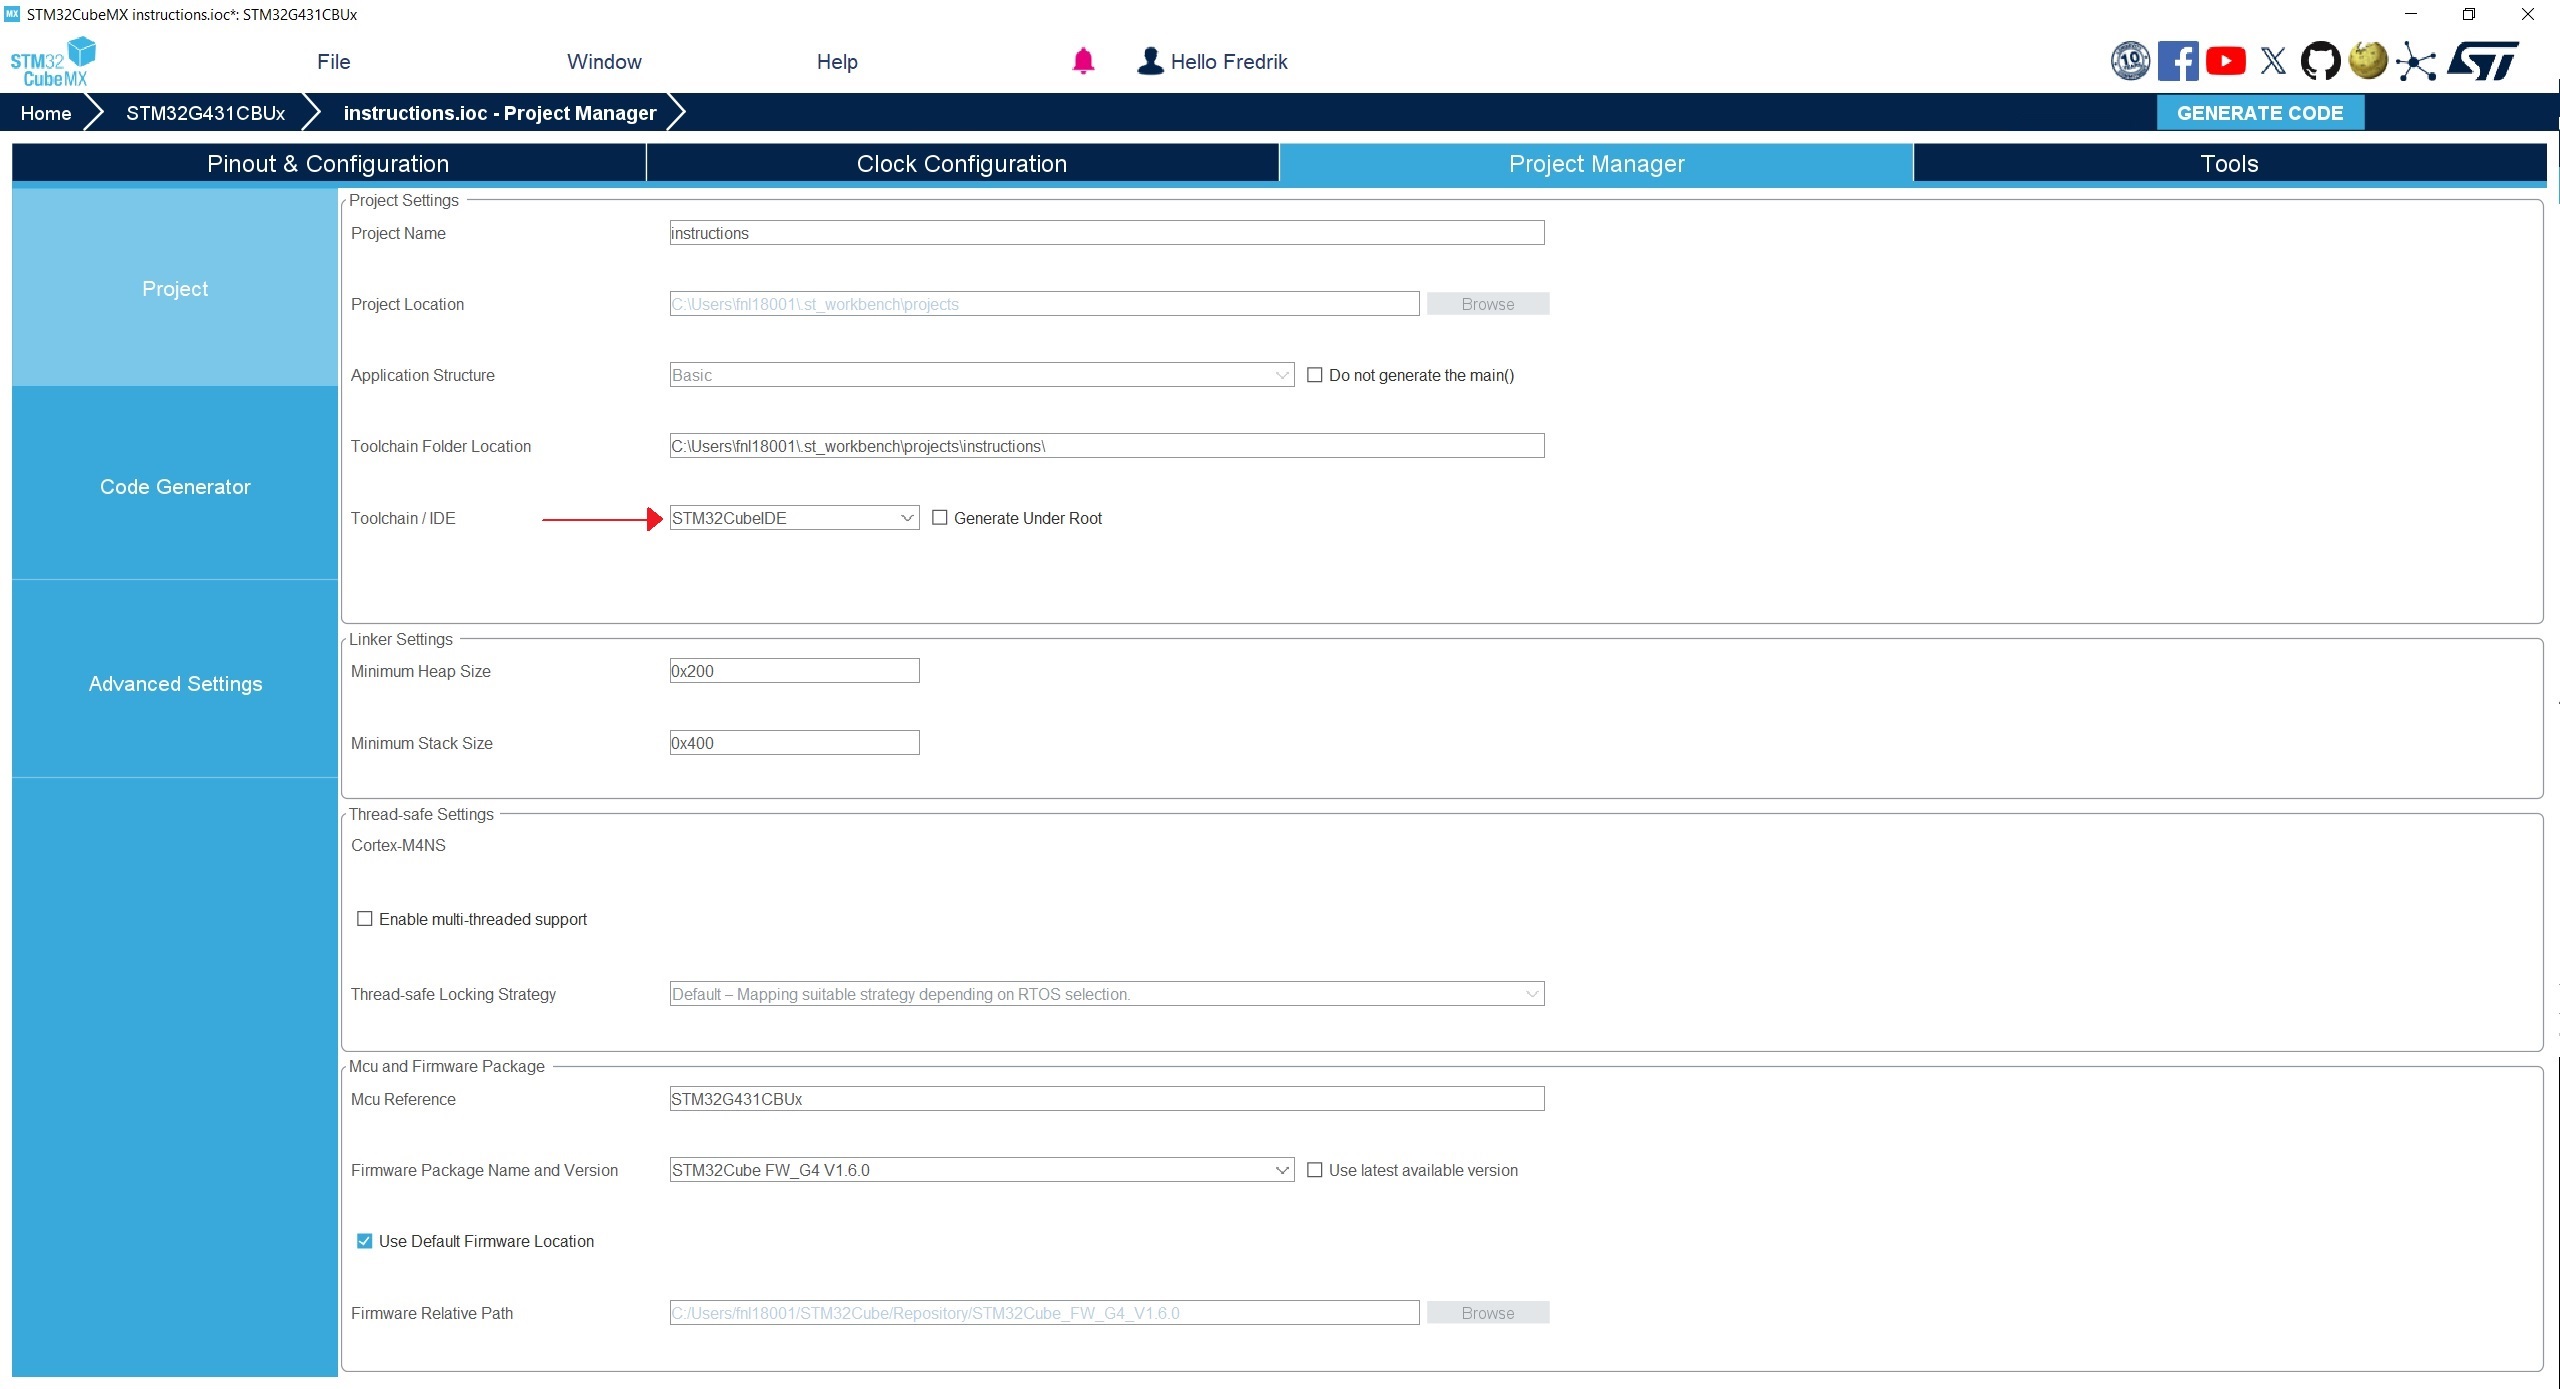 MX STM32CubeMX instructions.ioc*: STM32G431CBUx
STM32 CubeMX File Window Help Hello Fredrik 10 ST
Home STM32G431CBUx instructions.ioc - Project Manager GENERATE CODE
Pinout & Configuration Clock Configuration Project Manager Tools
Project
Code Generator
Advanced Settings
Project Settings
Project Name instructions
Project Location C:\Users\fnl18001\.st_workbench\projects Browse
Application Structure Basic Do not generate the main()
Toolchain Folder Location C:\Users\fnl18001\.st_workbench\projects\instructions\
Toolchain / IDE STM32CubeIDE Generate Under Root
Linker Settings
Minimum Heap Size 0x200
Minimum Stack Size 0x400
Thread-safe Settings
Cortex-M4NS
Enable multi-threaded support
Thread-safe Locking Strategy Default – Mapping suitable strategy depending on RTOS selection.
Mcu and Firmware Package
Mcu Reference STM32G431CBUx
Firmware Package Name and Version STM32Cube FW_G4 V1.6.0 Use latest available version
Use Default Firmware Location
Firmware Relative Path C:/Users/fnl18001/STM32Cube/Repository/STM32Cube_FW_G4_V1.6.0 Browse